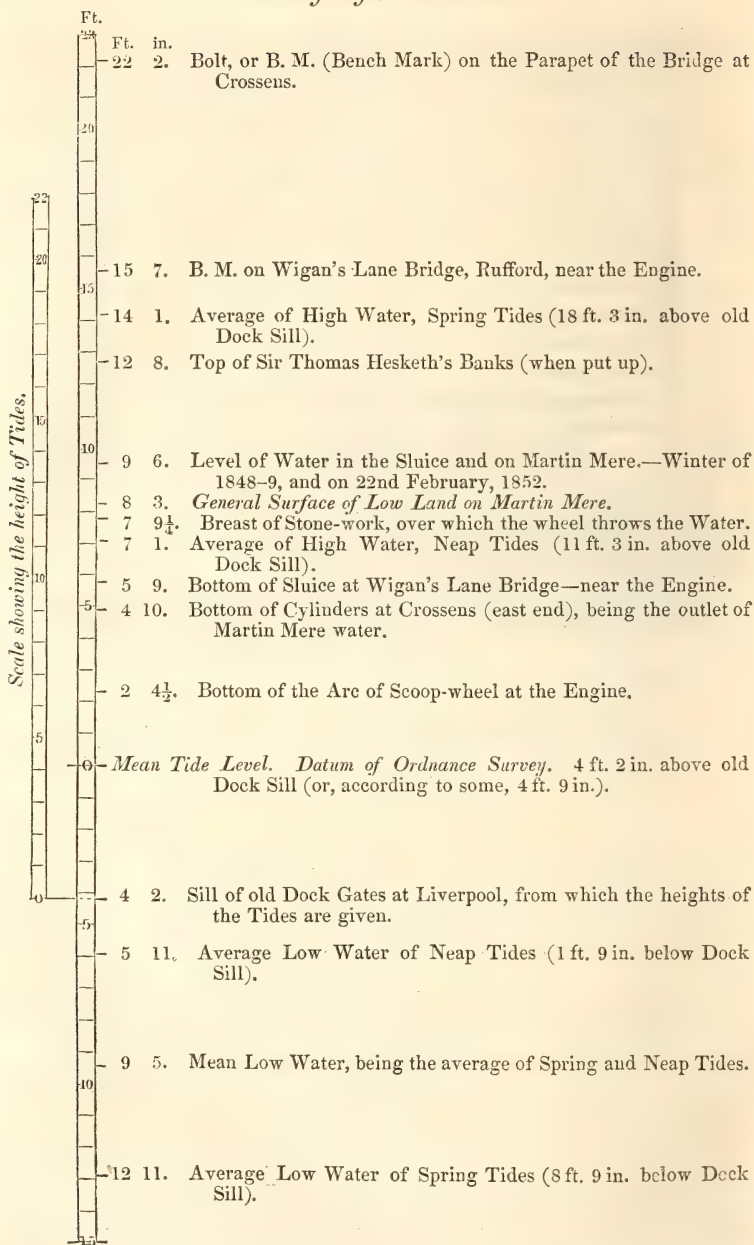 Ft.
Ft. in.
22 2. Bolt, or B. M. (Bench Mark) on the Parapet of the Bridge at
Crossens.
20
22
20
15 7. B. M. on Wigan's Lane Bridge, Rufford, near the Engine.
15
14 1. Average of High Water, Spring Tides (18 ft. 3 in. above old
Dock Sill).
12 8. Top of Sir Thomas Hesketh's Banks (when put up).
Scale showing the height of Tides.
15
10
9 6. Level of Water in the Sluice and on Martin Mere.—Winter of
1848-9, and on 22nd February, 1852.
8 3. General Surface of Low Land on Martin Mere.
7 9¼. Breast of Stone-work, over which the wheel throws the Water.
7 1. Average of High Water, Neap Tides (11 ft. 3 in. above old
Dock Sill).
10
5 9. Bottom of Sluice at Wigan's Lane Bridge—near the Engine.
5
4 10. Bottom of Cylinders at Crossens (east end), being the outlet of
Martin Mere water.
2 4½. Bottom of the Arc of Scoop-wheel at the Engine.
5
0 Mean Tide Level. Datum of Ordnance Survey. 4 ft. 2 in. above old
Dock Sill (or, according to some, 4 ft. 9 in.).
0
4 2. Sill of old Dock Gates at Liverpool, from which the heights of
the Tides are given.
5
5 11. Average Low Water of Neap Tides (1 ft. 9 in. below Dock
Sill).
9 5. Mean Low Water, being the average of Spring and Neap Tides.
10
12 11. Average Low Water of Spring Tides (8 ft. 9 in. below Dock
Sill).
15